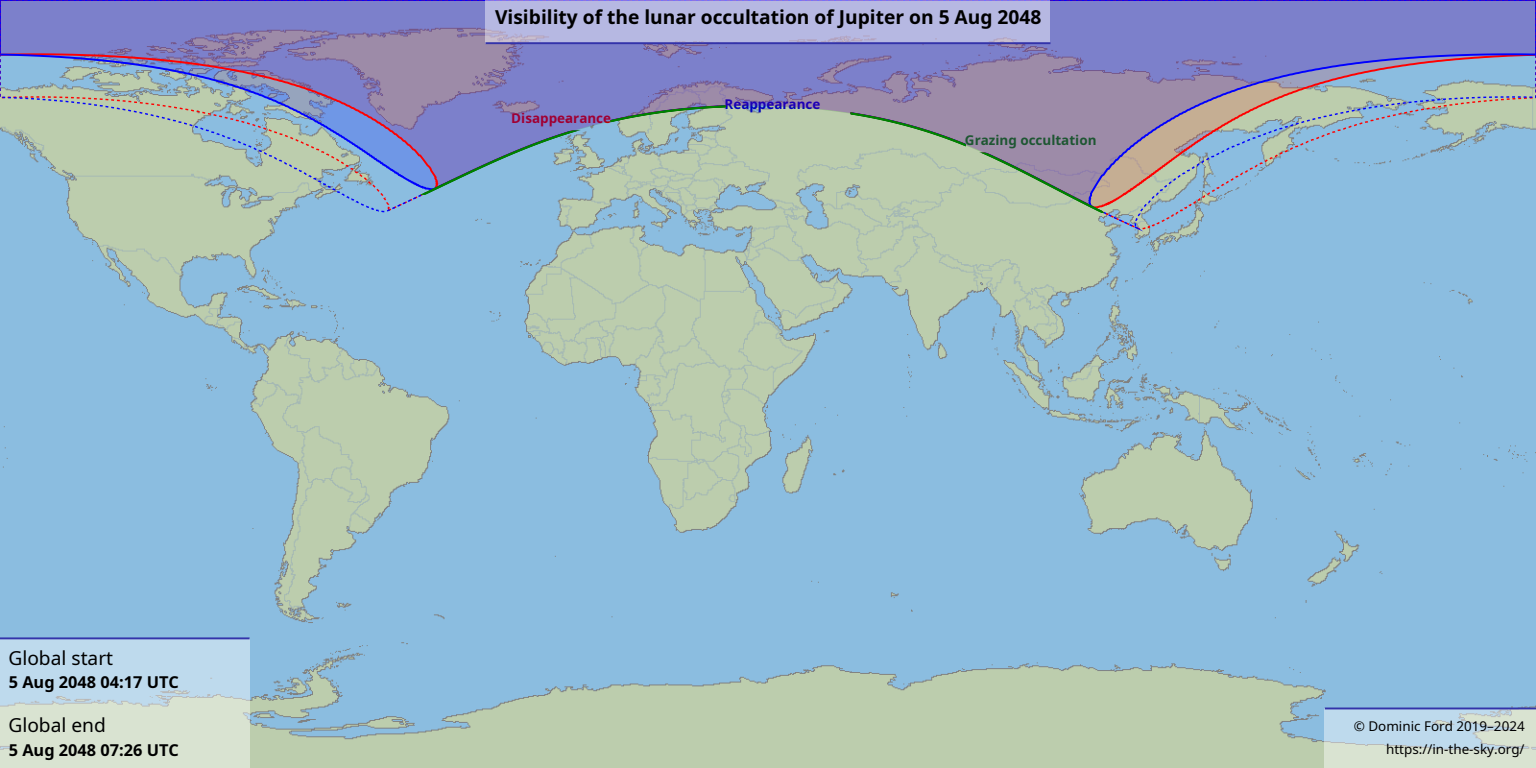 Visibility of the lunar occultation of Jupiter on 5 Aug 2048
Reappearance
Disappearance
Grazing occultation
Global start
5 Aug 2048 04:17 UTC
Global end
5 Aug 2048 07:26 UTC
© Dominic Ford 2019–2024
https://in-the-sky.org/